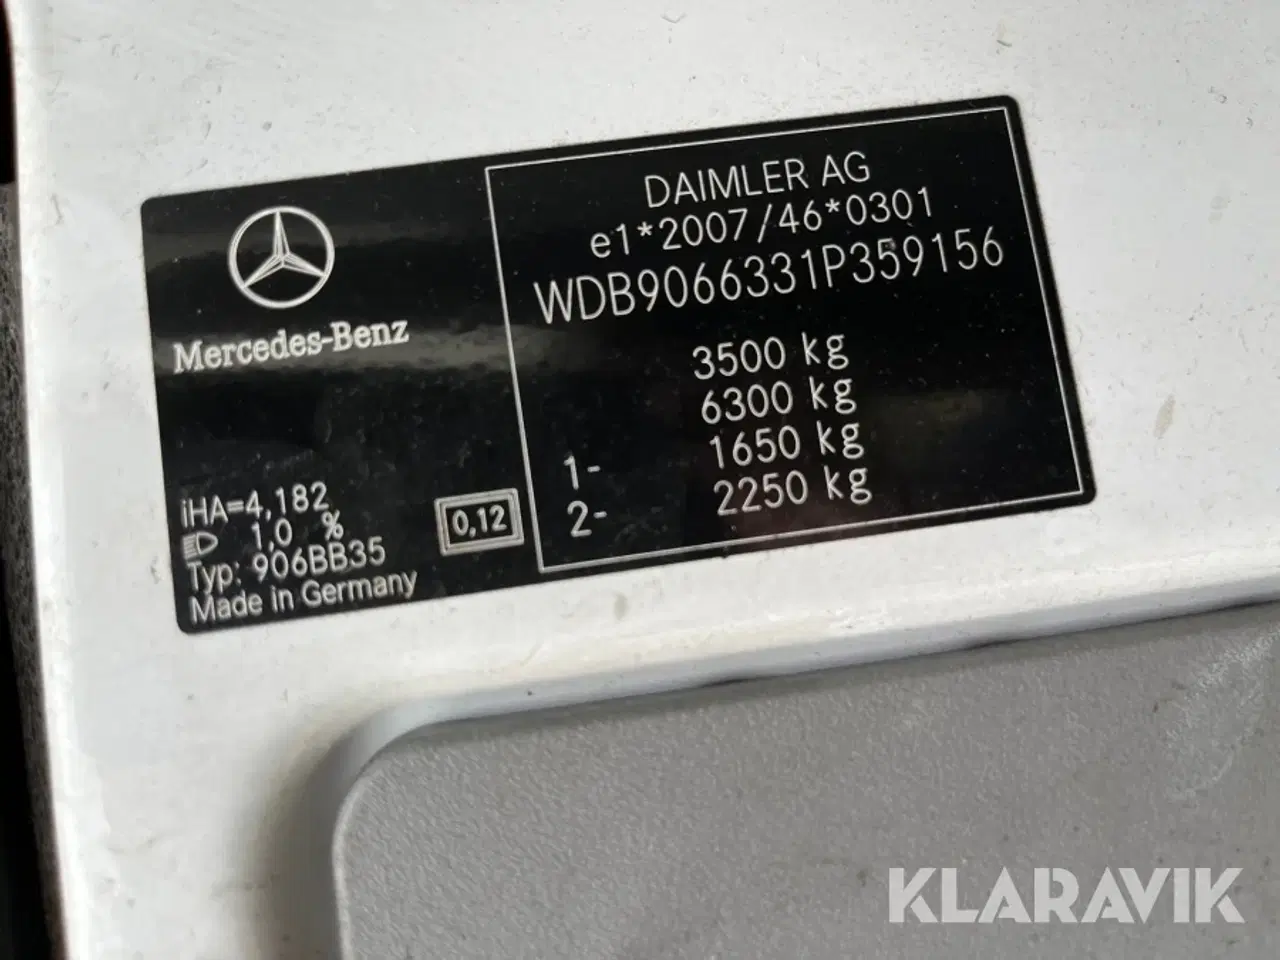 Mercedes-Benz
iHA=4,182
1,0 %
Typ: 906BB35
Made in Germany
0,12
DAIMLER AG
e1*2007/46*0301
WDB9066331P359156
3500 kg
6300 kg
1- 1650 kg
2- 2250 kg
KLARAVIK